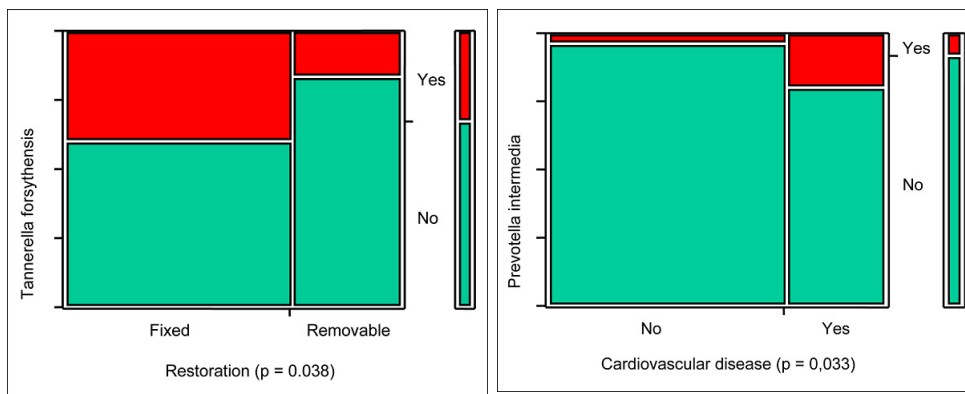 Tannerella forsythensis
Yes
No
Fixed
Removable
Restoration (p = 0.038)
Prevotella intermedia
Yes
No
No
Yes
Cardiovascular disease (p = 0,033)